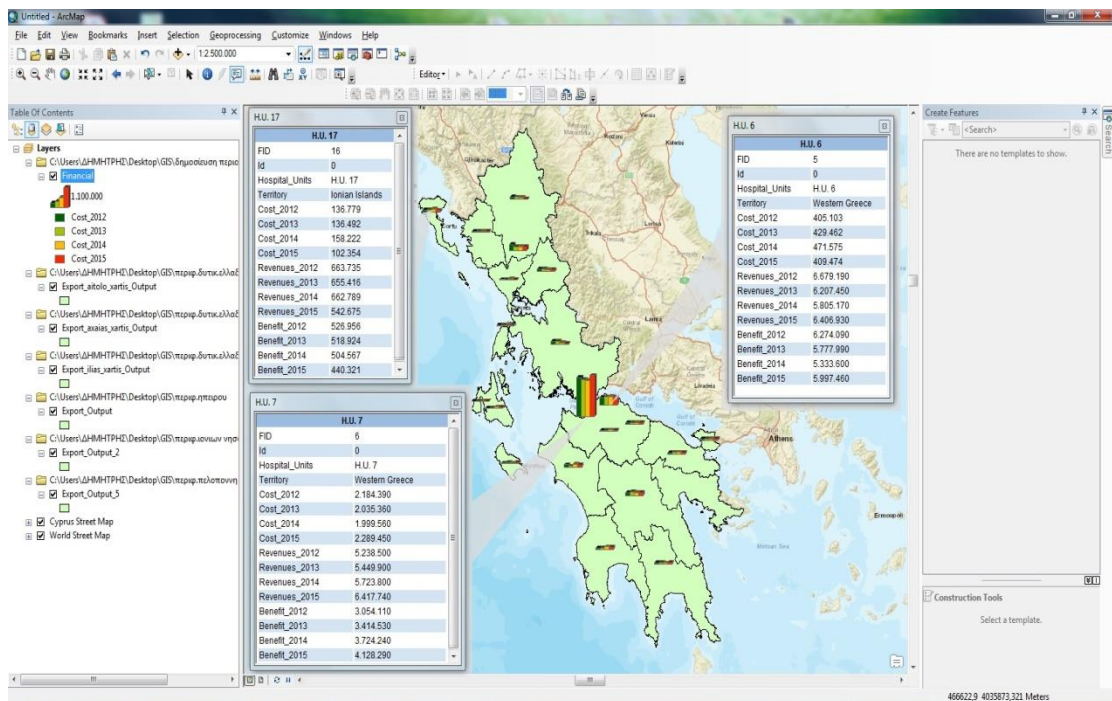 Untitled - ArcMap
File Edit View Bookmarks Insert Selection Geoprocessing Customize Windows Help
1:2.500.000
Editor
Table Of Contents
Layers
C:\Users\ΔΗΜΗΤΡΗΣ\Desktop\GIS\δημοσίευση περιο
Financial
1.100.000
Cost_2012
Cost_2013
Cost_2014
Cost_2015
C:\Users\ΔΗΜΗΤΡΗΣ\Desktop\GIS\περιφ.δυτικ.ελλαδ
Export_aitolo_xartis_Output
C:\Users\ΔΗΜΗΤΡΗΣ\Desktop\GIS\περιφ.δυτικ.ελλαδ
Export_axaias_xartis_Output
C:\Users\ΔΗΜΗΤΡΗΣ\Desktop\GIS\περιφ.δυτικ.ελλαδ
Export_ilias_xartis_Output
C:\Users\ΔΗΜΗΤΡΗΣ\Desktop\GIS\περιφ.ηπειρου
Export_Output
C:\Users\ΔΗΜΗΤΡΗΣ\Desktop\GIS\περιφ.ιονιων νησι
Export_Output_2
C:\Users\ΔΗΜΗΤΡΗΣ\Desktop\GIS\περιφ.πελοποννη
Export_Output_5
Cyprus Street Map
World Street Map
H.U. 17
H.U. 17
FID 16
Id 0
Hospital_Units H.U. 17
Territory Ionian Islands
Cost_2012 136.779
Cost_2013 136.492
Cost_2014 158.222
Cost_2015 102.354
Revenues_2012 663.735
Revenues_2013 655.416
Revenues_2014 662.789
Revenues_2015 542.675
Benefit_2012 526.956
Benefit_2013 518.924
Benefit_2014 504.567
Benefit_2015 440.321
H.U. 7
H.U. 7
FID 6
Id 0
Hospital_Units H.U. 7
Territory Western Greece
Cost_2012 2.184.390
Cost_2013 2.035.360
Cost_2014 1.999.560
Cost_2015 2.289.450
Revenues_2012 5.238.500
Revenues_2013 5.449.900
Revenues_2014 5.723.800
Revenues_2015 6.417.740
Benefit_2012 3.054.110
Benefit_2013 3.414.530
Benefit_2014 3.724.240
Benefit_2015 4.128.290
Kozani
Corfu
Trikala
Larisa
Lamia
Gulf of
Corinth
Athens
Ermoupoli
H.U. 6
H.U. 6
FID 5
Id 0
Hospital_Units H.U. 6
Territory Western Greece
Cost_2012 405.103
Cost_2013 429.462
Cost_2014 471.575
Cost_2015 409.474
Revenues_2012 6.679.190
Revenues_2013 6.207.450
Revenues_2014 5.805.170
Revenues_2015 6.406.930
Benefit_2012 6.274.090
Benefit_2013 5.777.990
Benefit_2014 5.333.600
Benefit_2015 5.997.460
Create Features
<Search>
There are no templates to show.
Search
Construction Tools
Select a template.
466622,9 4035873,321 Meters